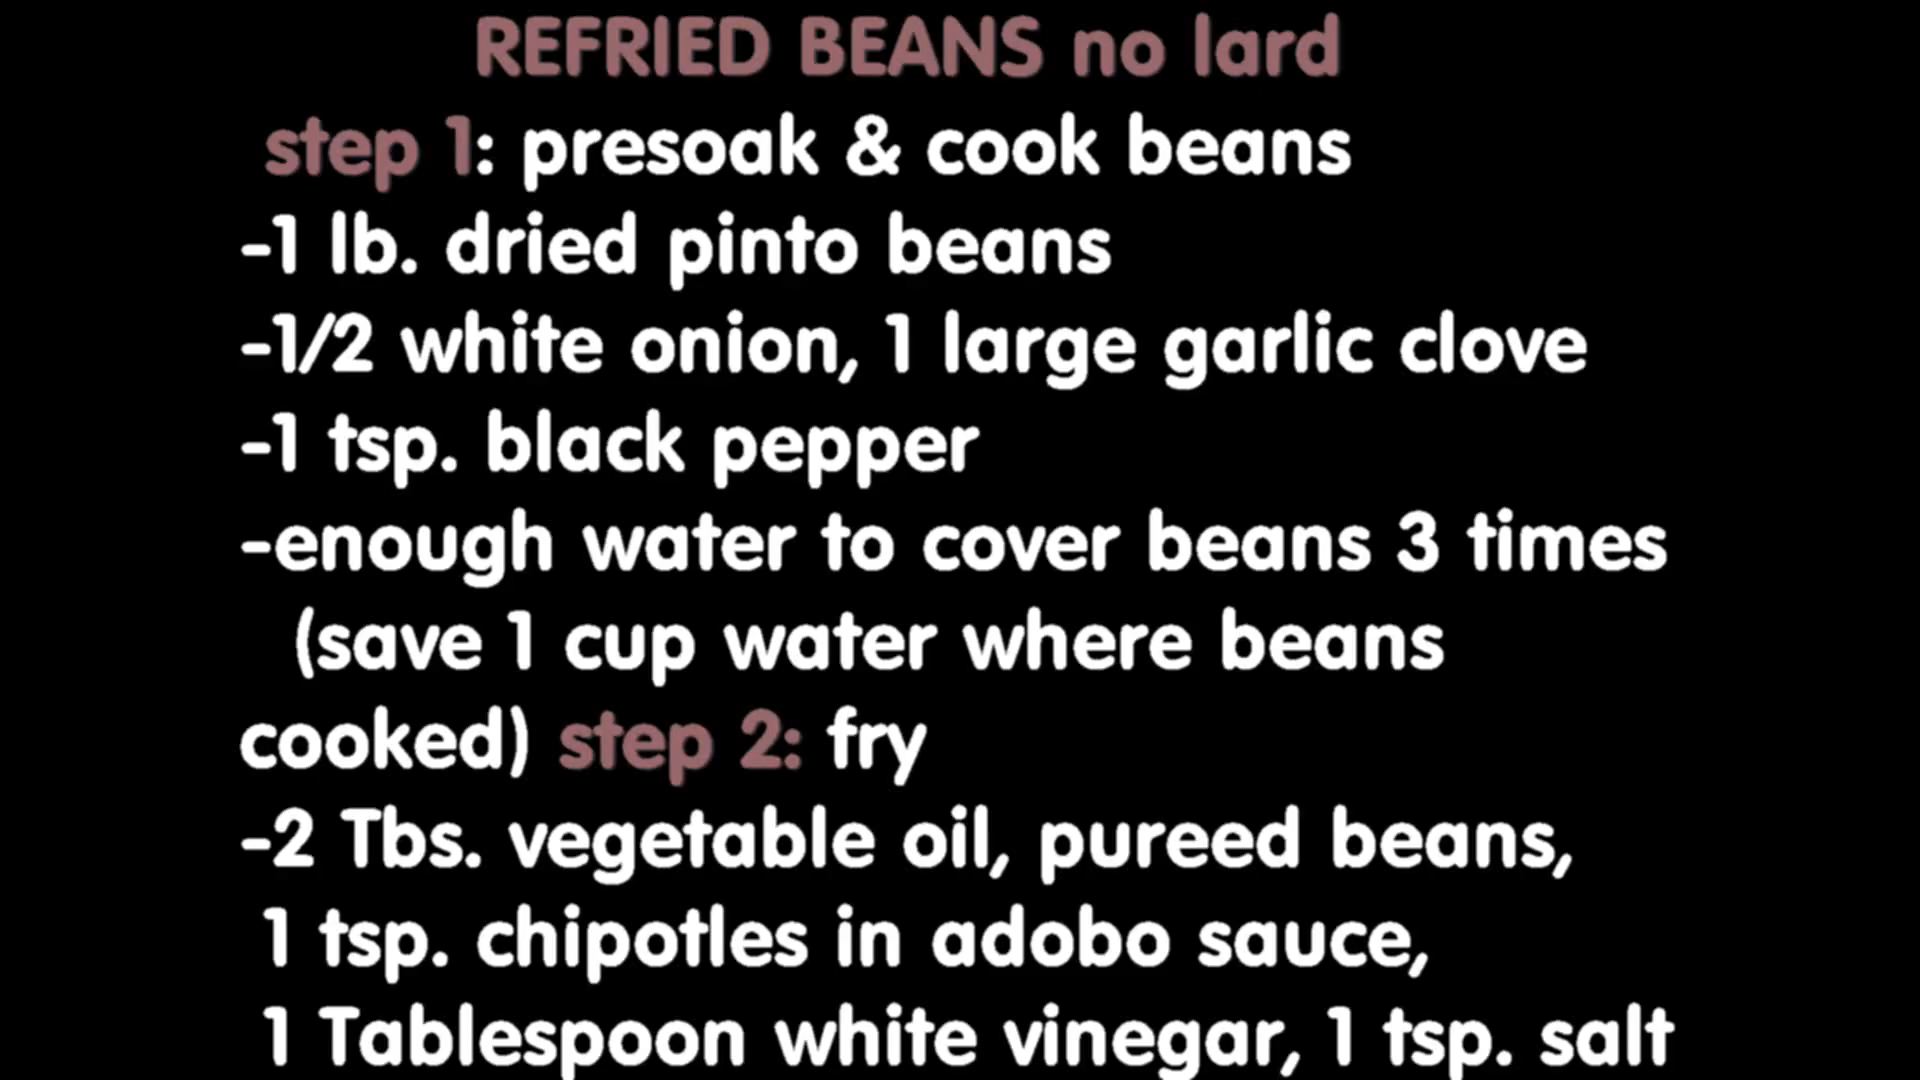 REFRIED BEANS no lard
step 1: presoak & cook beans
-1 lb. dried pinto beans
-1/2 white onion, 1 large garlic clove
-1 tsp. black pepper
-enough water to cover beans 3 times
(save 1 cup water where beans
cooked) step 2: fry
-2 Tbs. vegetable oil, pureed beans,
1 tsp. chipotles in adobo sauce,
1 Tablespoon white vinegar, 1 tsp. salt